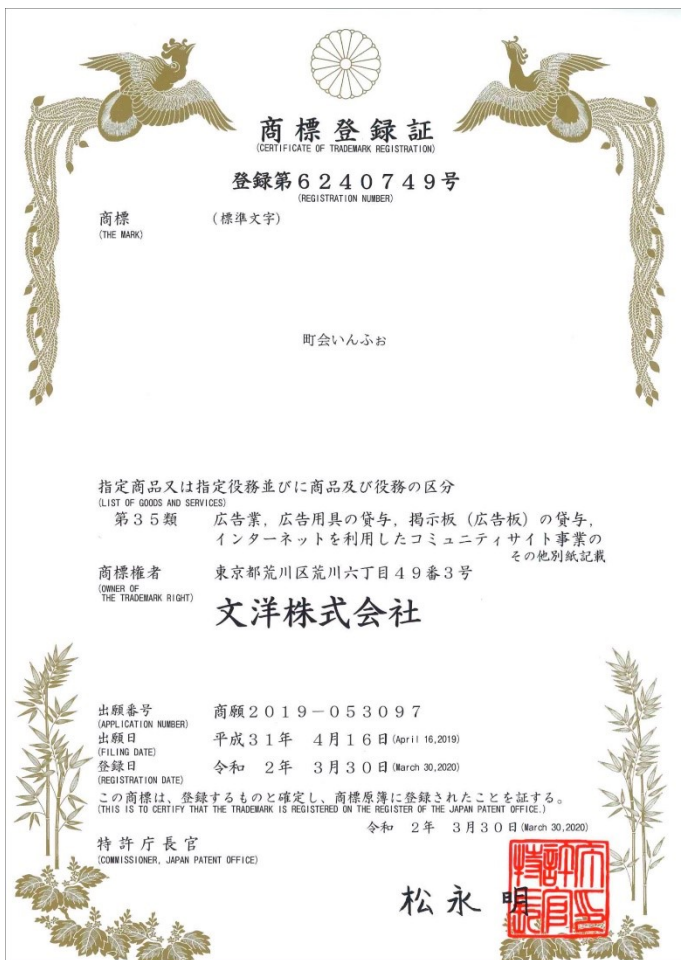 商標登録証
(CERTIFICATE OF TRADEMARK REGISTRATION)
登録第6240749号
(REGISTRATION NUMBER)
商標 (標準文字)
(THE MARK)
町会いんふぉ
指定商品又は指定役務並びに商品及び役務の区分
(LIST OF GOODS AND SERVICES)
第35類 広告業,広告用具の貸与,掲示板(広告板)の貸与,
インターネットを利用したコミュニティサイト事業の
その他別紙記載
商標権者 東京都荒川区荒川六丁目49番3号
(OWNER OF
THE TRADEMARK RIGHT)
文洋株式会社
出願番号 商願2019-053097
(APPLICATION NUMBER)
出願日 平成31年 4月16日(April 16,2019)
(FILING DATE)
登録日 令和 2年 3月30日(March 30,2020)
(REGISTRATION DATE)
この商標は、登録するものと確定し、商標原簿に登録されたことを証する。
(THIS IS TO CERTIFY THAT THE TRADEMARK IS REGISTERED ON THE REGISTER OF THE JAPAN PATENT OFFICE.)
令和 2年 3月30日(March 30,2020)
特許庁長官
(COMMISSIONER, JAPAN PATENT OFFICE)
松永明